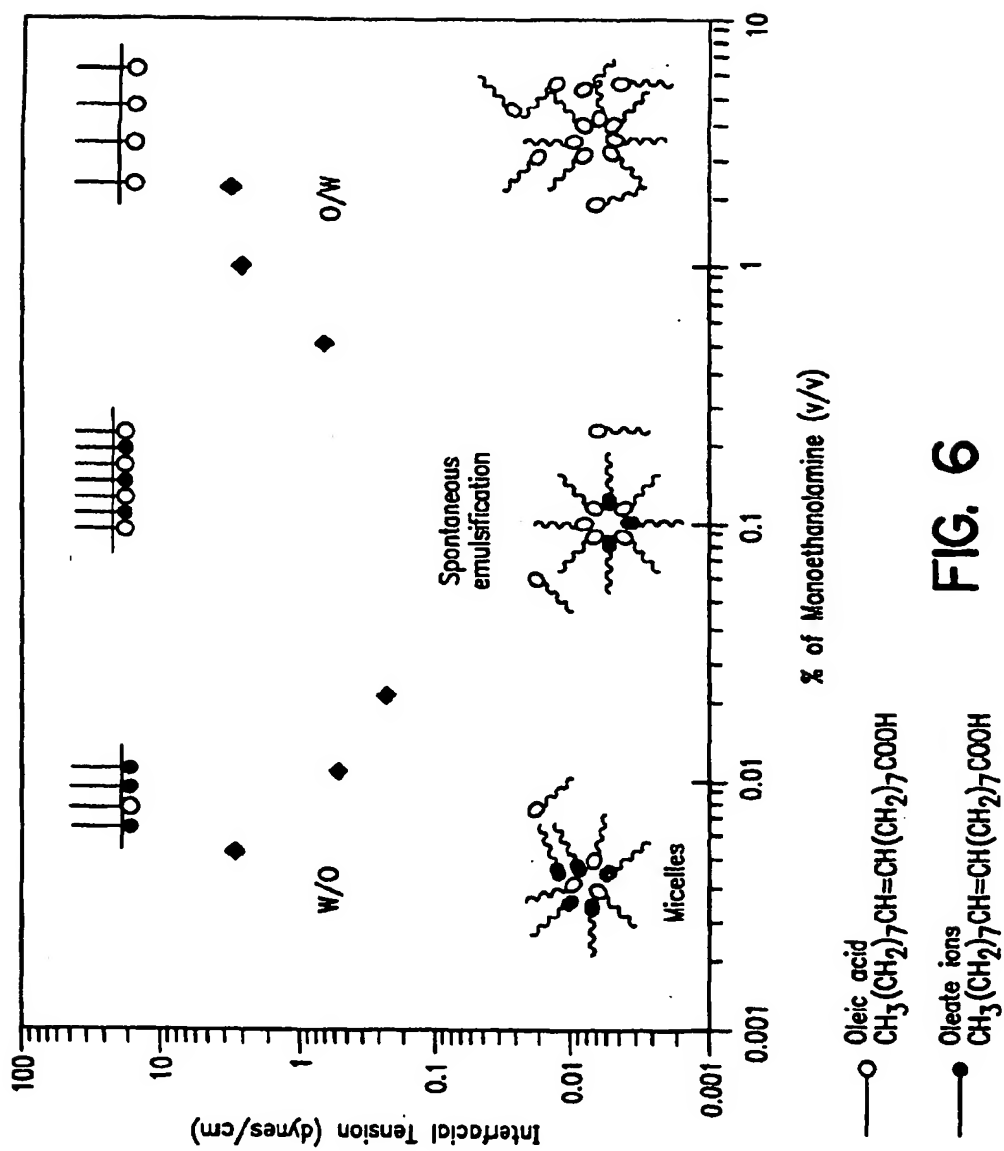 100
10
1
0.1
0.01
0.001
Interfacial Tension (dynes/cm)
W/O
Spontaneous
emulsification
O/W
Micelles
0.001
0.01
0.1
1
10
% of Monoethanolamine (v/v)
Oleic acid
CH3(CH2)7CH=CH(CH2)7COOH
Oleate ions
CH3(CH2)7CH=CH(CH2)7COOH
FIG. 6